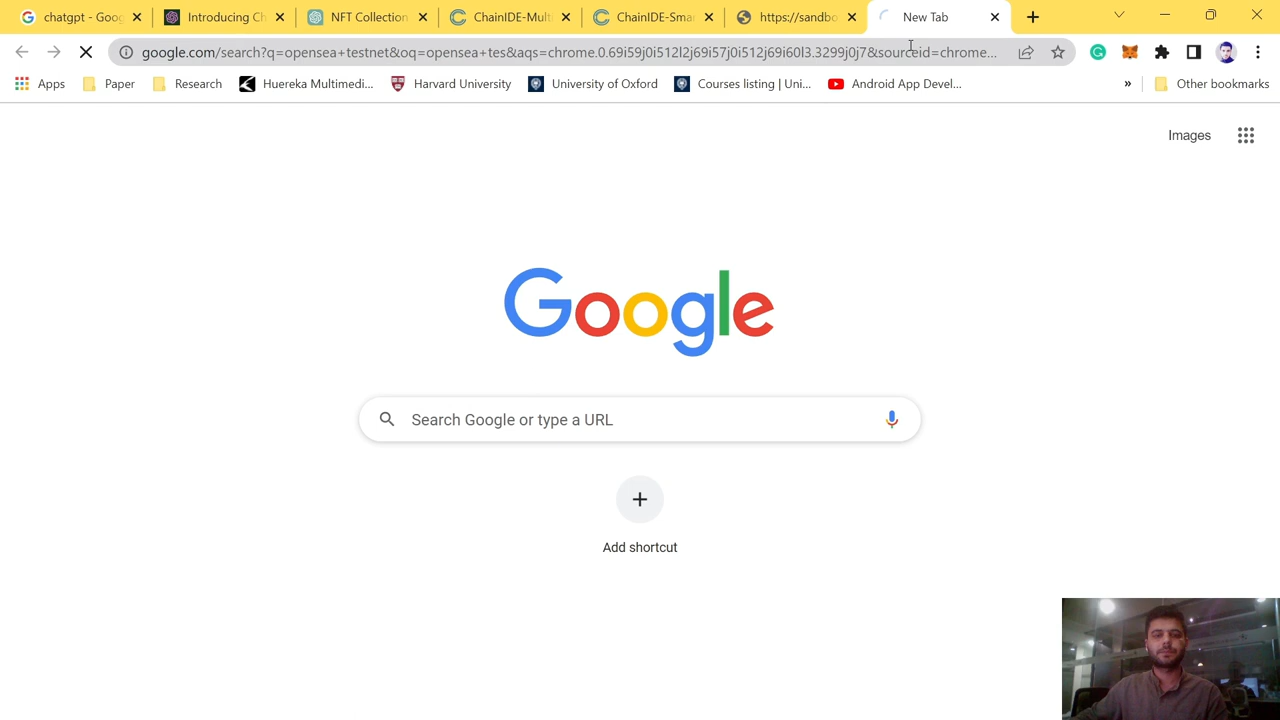 chatgpt - Goog
Introducing Ch
NFT Collection
ChainIDE-Mult
ChainIDE-Smar
https://sandbo
New Tab
google.com/search?q=opensea+testnet&oq=opensea+tes&aqs=chrome.0.69i59j0i512l2j69i57j0i512j69i60l3.3299j0j7&sourceid=chrome...
Apps
Paper
Research
Huereka Multimedi...
Harvard University
University of Oxford
Courses listing | Uni...
Android App Devel...
»
Other bookmarks
Images
Google
Search Google or type a URL
Add shortcut